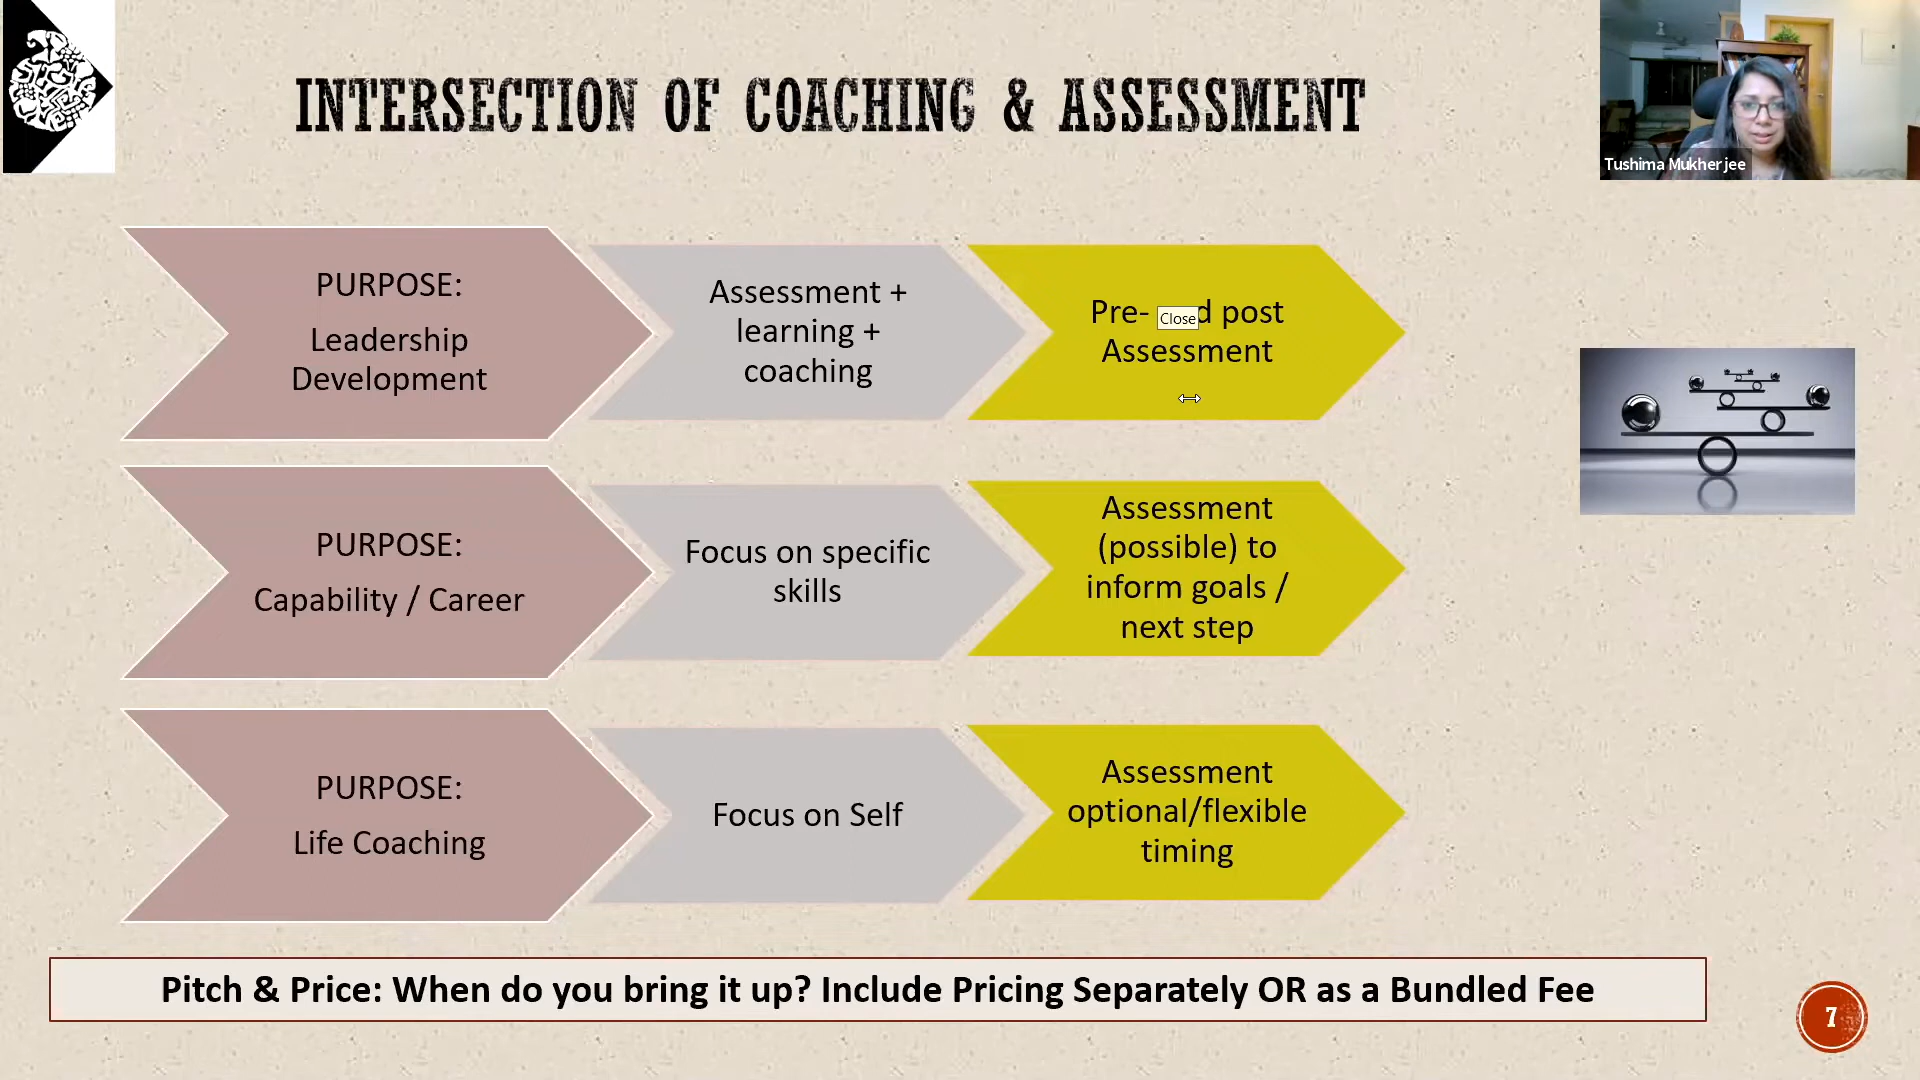 INTERSECTION OF COACHING & ASSESSMENT
Tushima Mukherjee
PURPOSE:
Leadership
Development
Assessment +
learning +
coaching
Pre- d post
Assessment
Close
PURPOSE:
Capability / Career
Focus on specific
skills
Assessment
(possible) to
inform goals /
next step
PURPOSE:
Life Coaching
Focus on Self
Assessment
optional/flexible
timing
Pitch & Price: When do you bring it up? Include Pricing Separately OR as a Bundled Fee
7